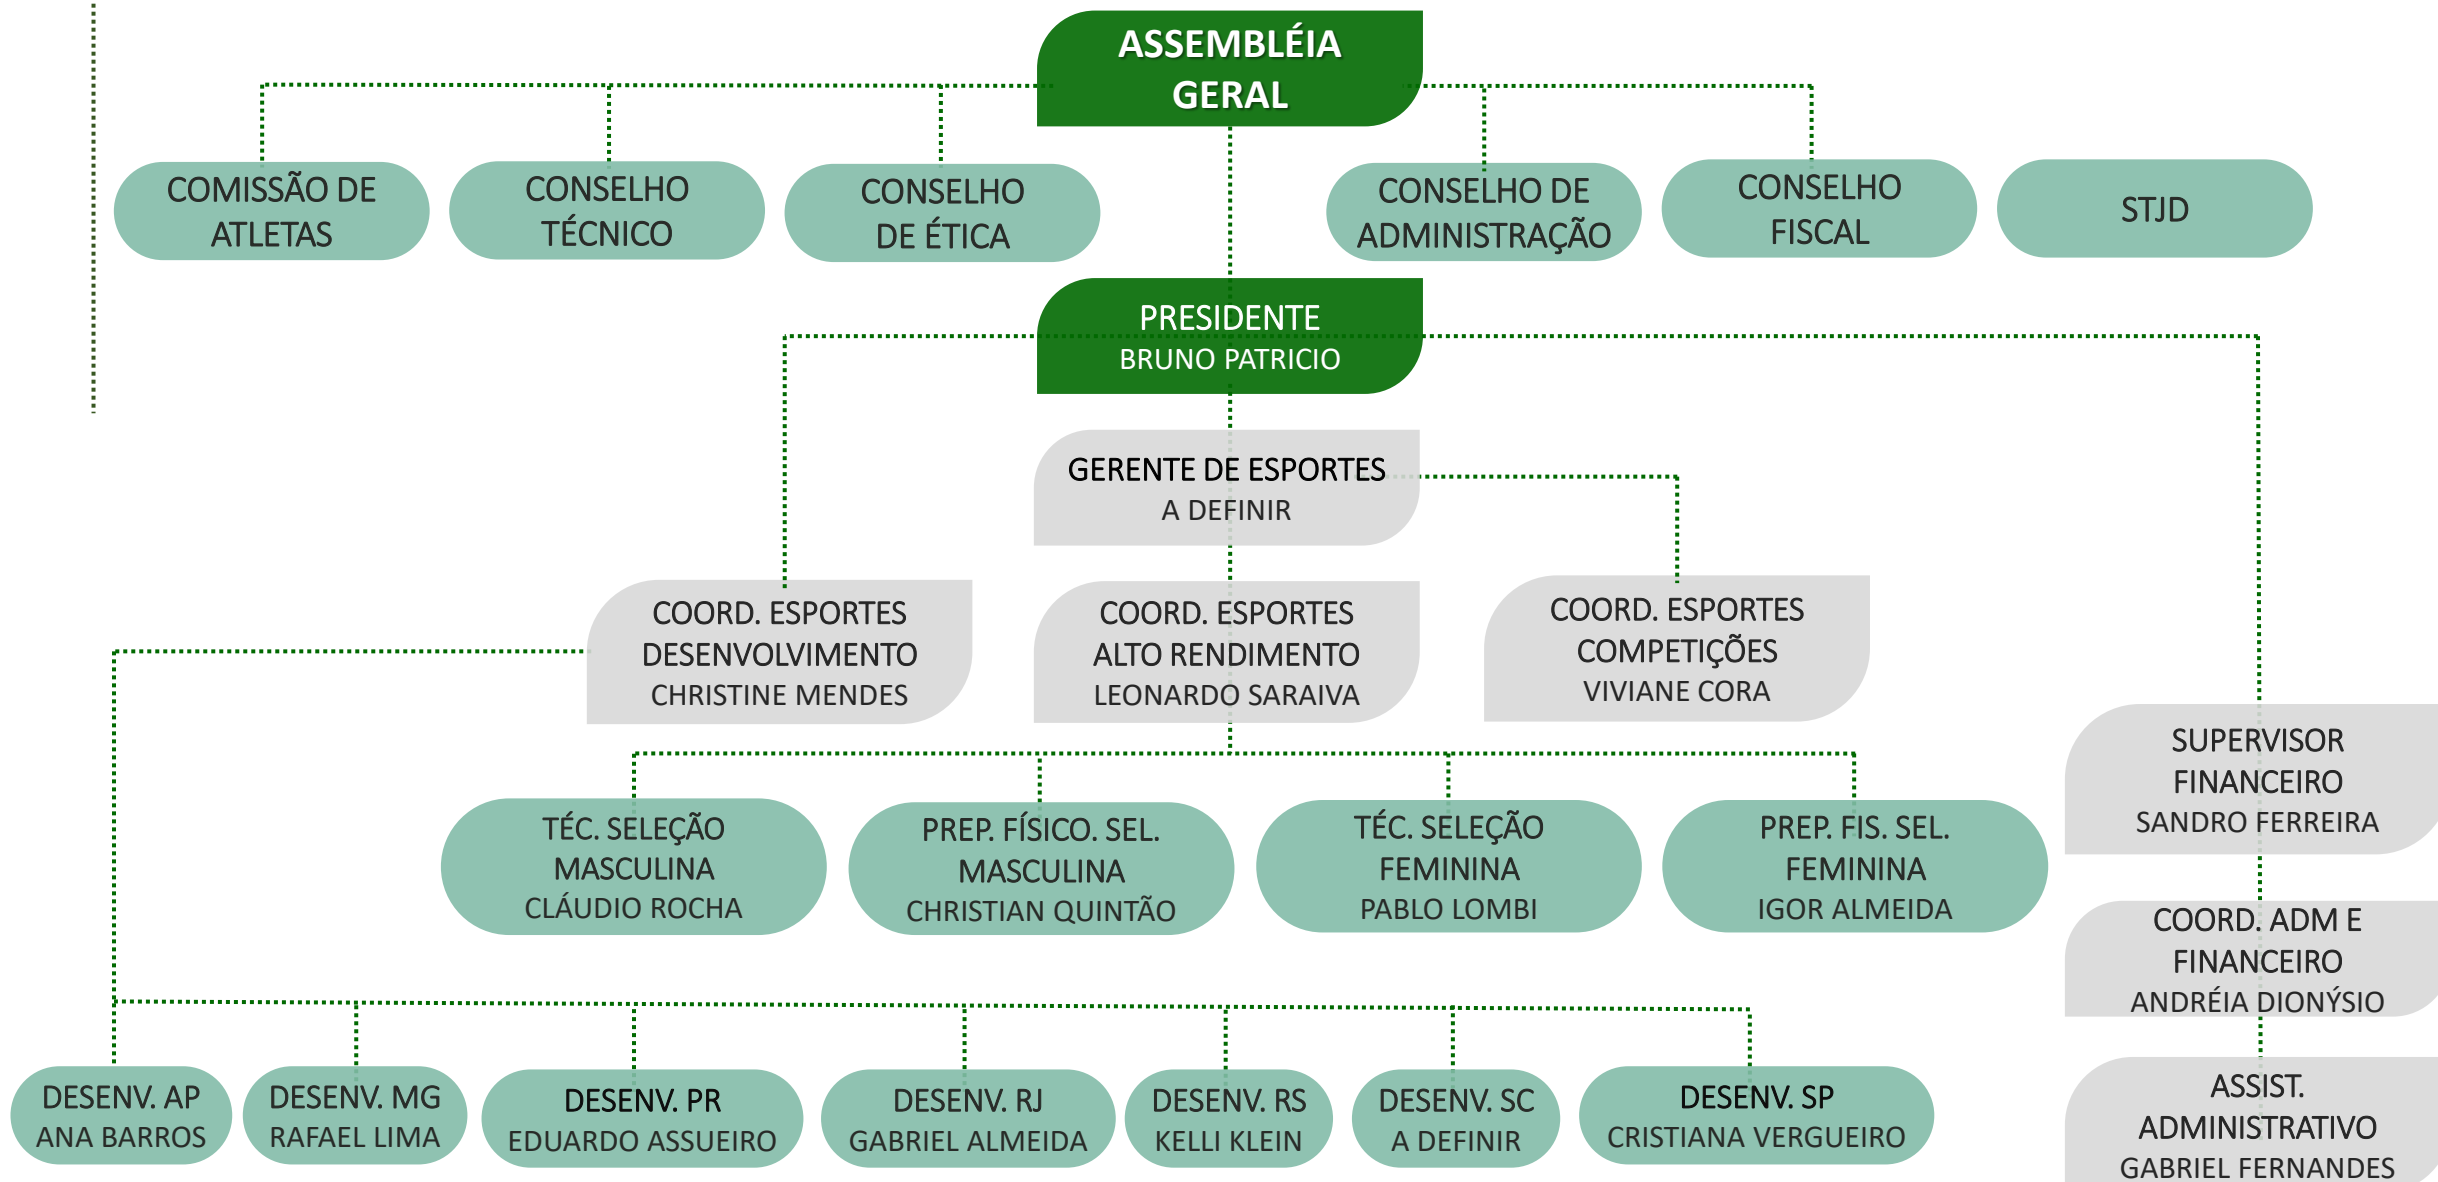 ASSEMBLÉIA
GERAL
COMISSÃO DE
ATLETAS
CONSELHO
TÉCNICO
CONSELHO
DE ÉTICA
CONSELHO DE
ADMINISTRAÇÃO
CONSELHO
FISCAL
STJD
PRESIDENTE
BRUNO PATRICIO
GERENTE DE ESPORTES
A DEFINIR
COORD. ESPORTES
DESENVOLVIMENTO
CHRISTINE MENDES
COORD. ESPORTES
ALTO RENDIMENTO
LEONARDO SARAIVA
COORD. ESPORTES
COMPETIÇÕES
VIVIANE CORA
SUPERVISOR
FINANCEIRO
SANDRO FERREIRA
TÉC. SELEÇÃO
MASCULINA
CLÁUDIO ROCHA
PREP. FÍSICO. SEL.
MASCULINA
CHRISTIAN QUINTÃO
TÉC. SELEÇÃO
FEMININA
PABLO LOMBI
PREP. FIS. SEL.
FEMININA
IGOR ALMEIDA
COORD. ADM E
FINANCEIRO
ANDRÉIA DIONÝSIO
DESENV. AP
ANA BARROS
DESENV. MG
RAFAEL LIMA
DESENV. PR
EDUARDO ASSUEIRO
DESENV. RJ
GABRIEL ALMEIDA
DESENV. RS
KELLI KLEIN
DESENV. SC
A DEFINIR
DESENV. SP
CRISTIANA VERGUEIRO
ASSIST.
ADMINISTRATIVO
GABRIEL FERNANDES